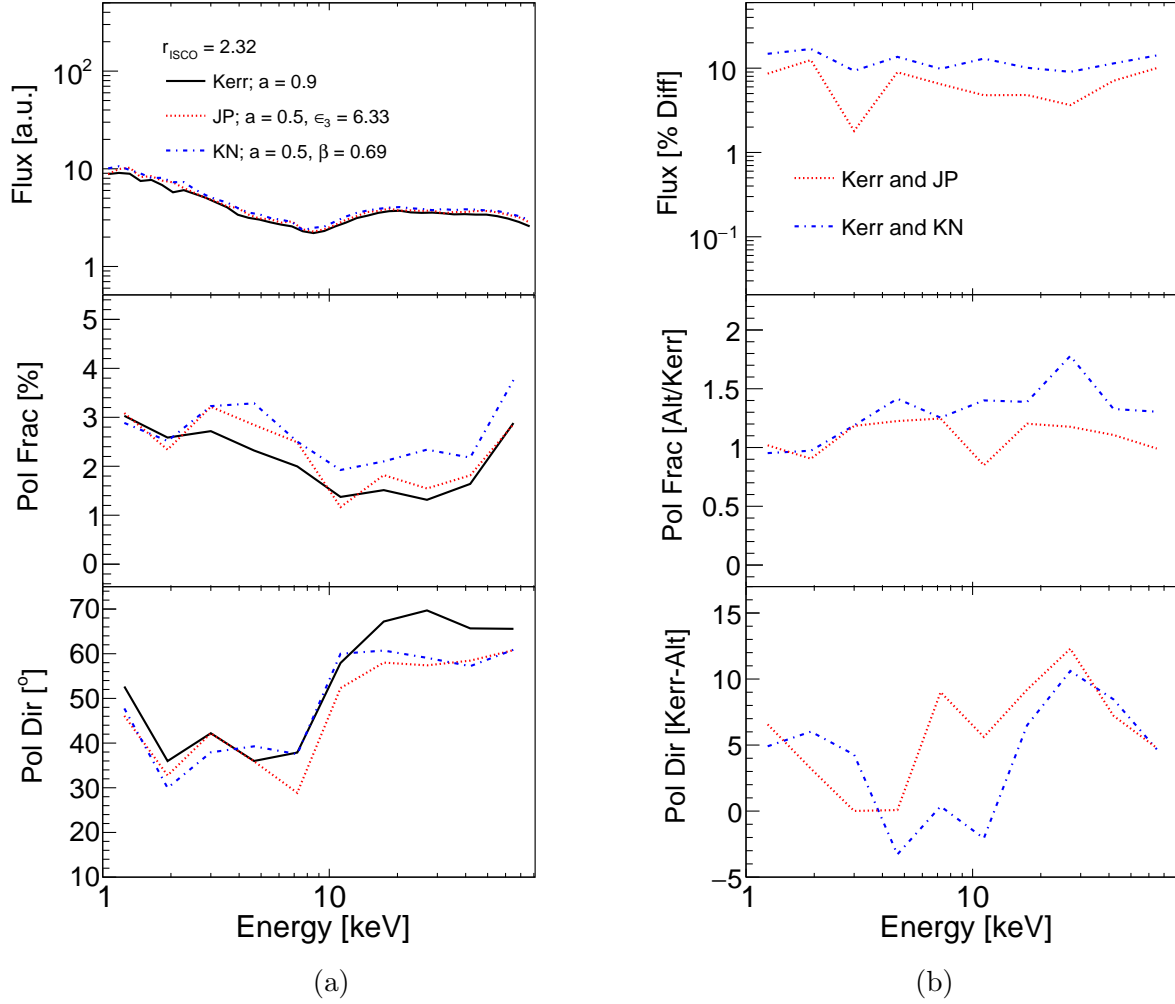 Flux [a.u.]
10²
10
1
r_ISCO = 2.32
Kerr; a = 0.9
JP; a = 0.5, ϵ₃ = 6.33
KN; a = 0.5, β = 0.69
Pol Frac [%]
5
4
3
2
1
0
Pol Dir [°]
70
60
50
40
30
20
10
1
10
Energy [keV]
(a)
Flux [% Diff]
10
1
10⁻¹
Kerr and JP
Kerr and KN
Pol Frac [Alt/Kerr]
2
1.5
1
0.5
0
Pol Dir [Kerr-Alt]
15
10
5
0
−5
1
10
Energy [keV]
(b)